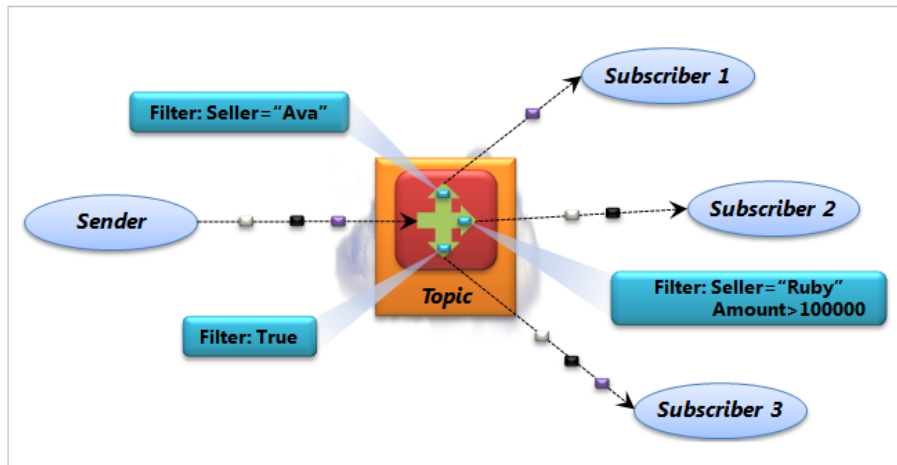 Subscriber 1
Filter: Seller=“Ava”
Sender
Subscriber 2
Topic
Filter: Seller=“Ruby”
Amount>100000
Filter: True
Subscriber 3